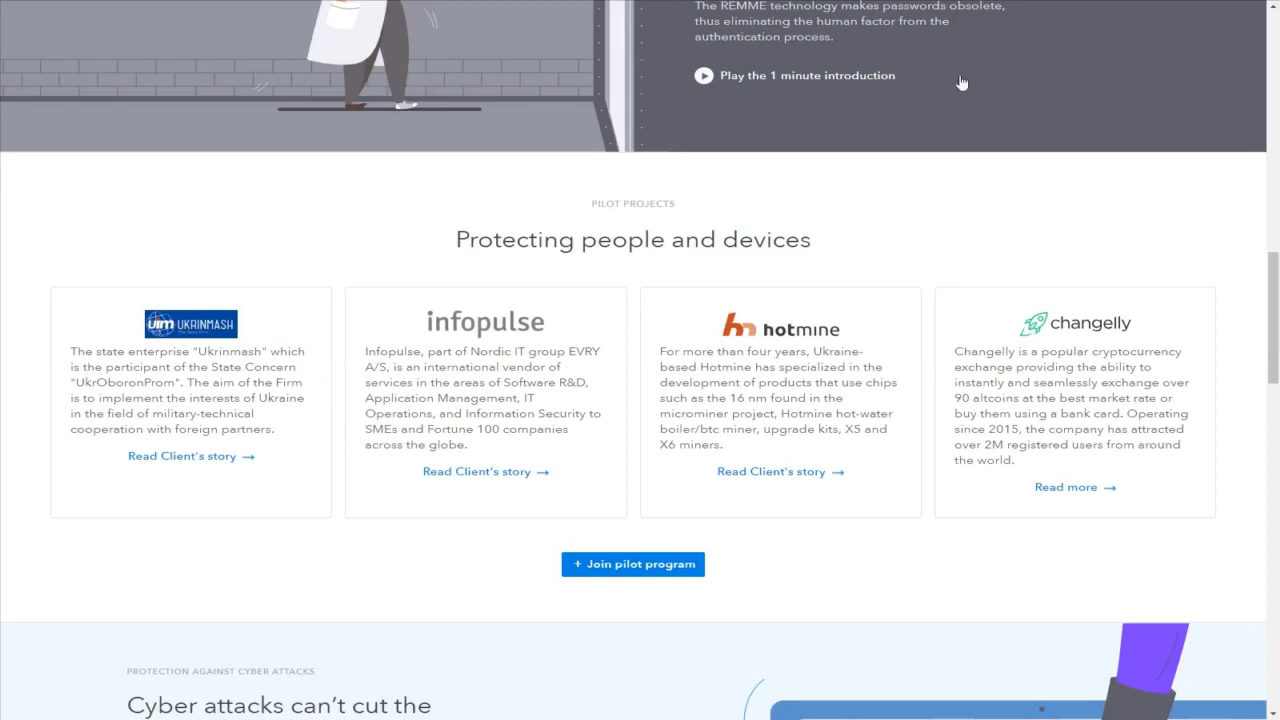 The REMME technology makes passwords obsolete,
thus eliminating the human factor from the
authentication process.
Play the 1 minute introduction
PILOT PROJECTS
Protecting people and devices
uim UKRINMASH
The state enterprise "Ukrinmash" which
is the participant of the State Concern
"UkrOboronProm". The aim of the Firm
is to implement the interests of Ukraine
in the field of military-technical
cooperation with foreign partners.
Read Client's story →
infopulse
Infopulse, part of Nordic IT group EVRY
A/S, is an international vendor of
services in the areas of Software R&D,
Application Management, IT
Operations, and Information Security to
SMEs and Fortune 100 companies
across the globe.
Read Client's story →
hotmine
For more than four years, Ukraine-
based Hotmine has specialized in the
development of products that use chips
such as the 16 nm found in the
microminer project, Hotmine hot-water
boiler/btc miner, upgrade kits, X5 and
X6 miners.
Read Client's story →
changelly
Changelly is a popular cryptocurrency
exchange providing the ability to
instantly and seamlessly exchange over
90 altcoins at the best market rate or
buy them using a bank card. Operating
since 2015, the company has attracted
over 2M registered users from around
the world.
Read more →
+ Join pilot program
PROTECTION AGAINST CYBER ATTACKS
Cyber attacks can't cut the